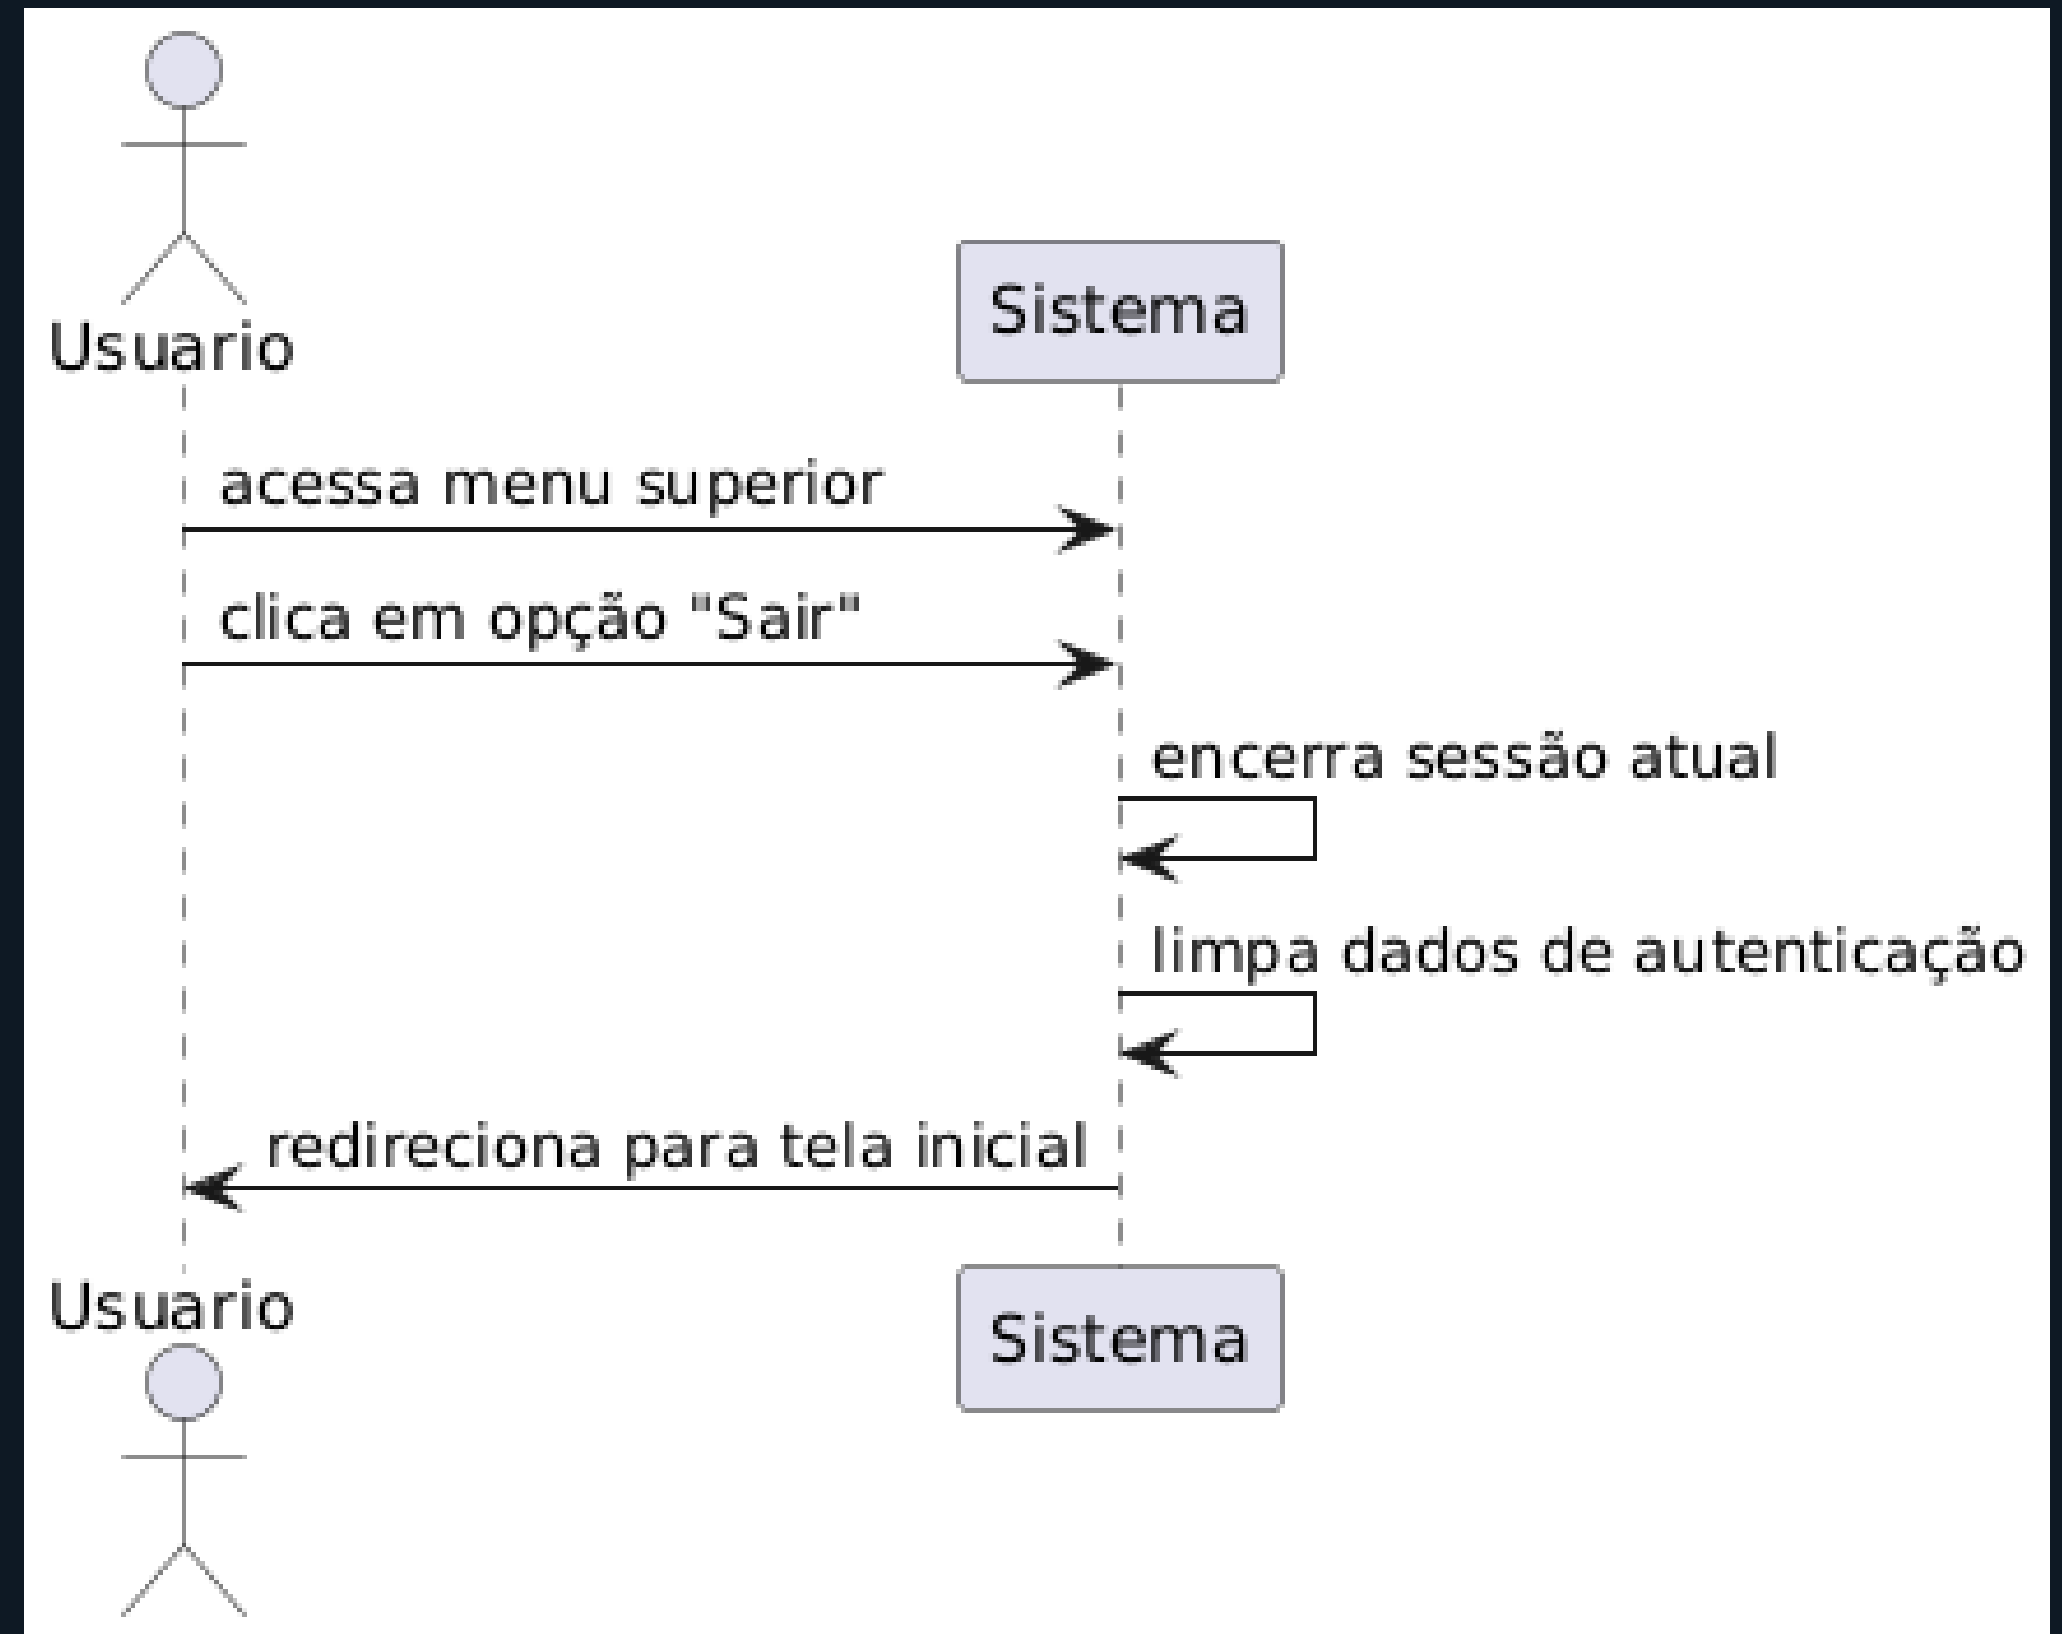 Usuario
Sistema
acessa menu superior
clica em opção "Sair"
encerra sessão atual
limpa dados de autenticação
redireciona para tela inicial
Usuario
Sistema